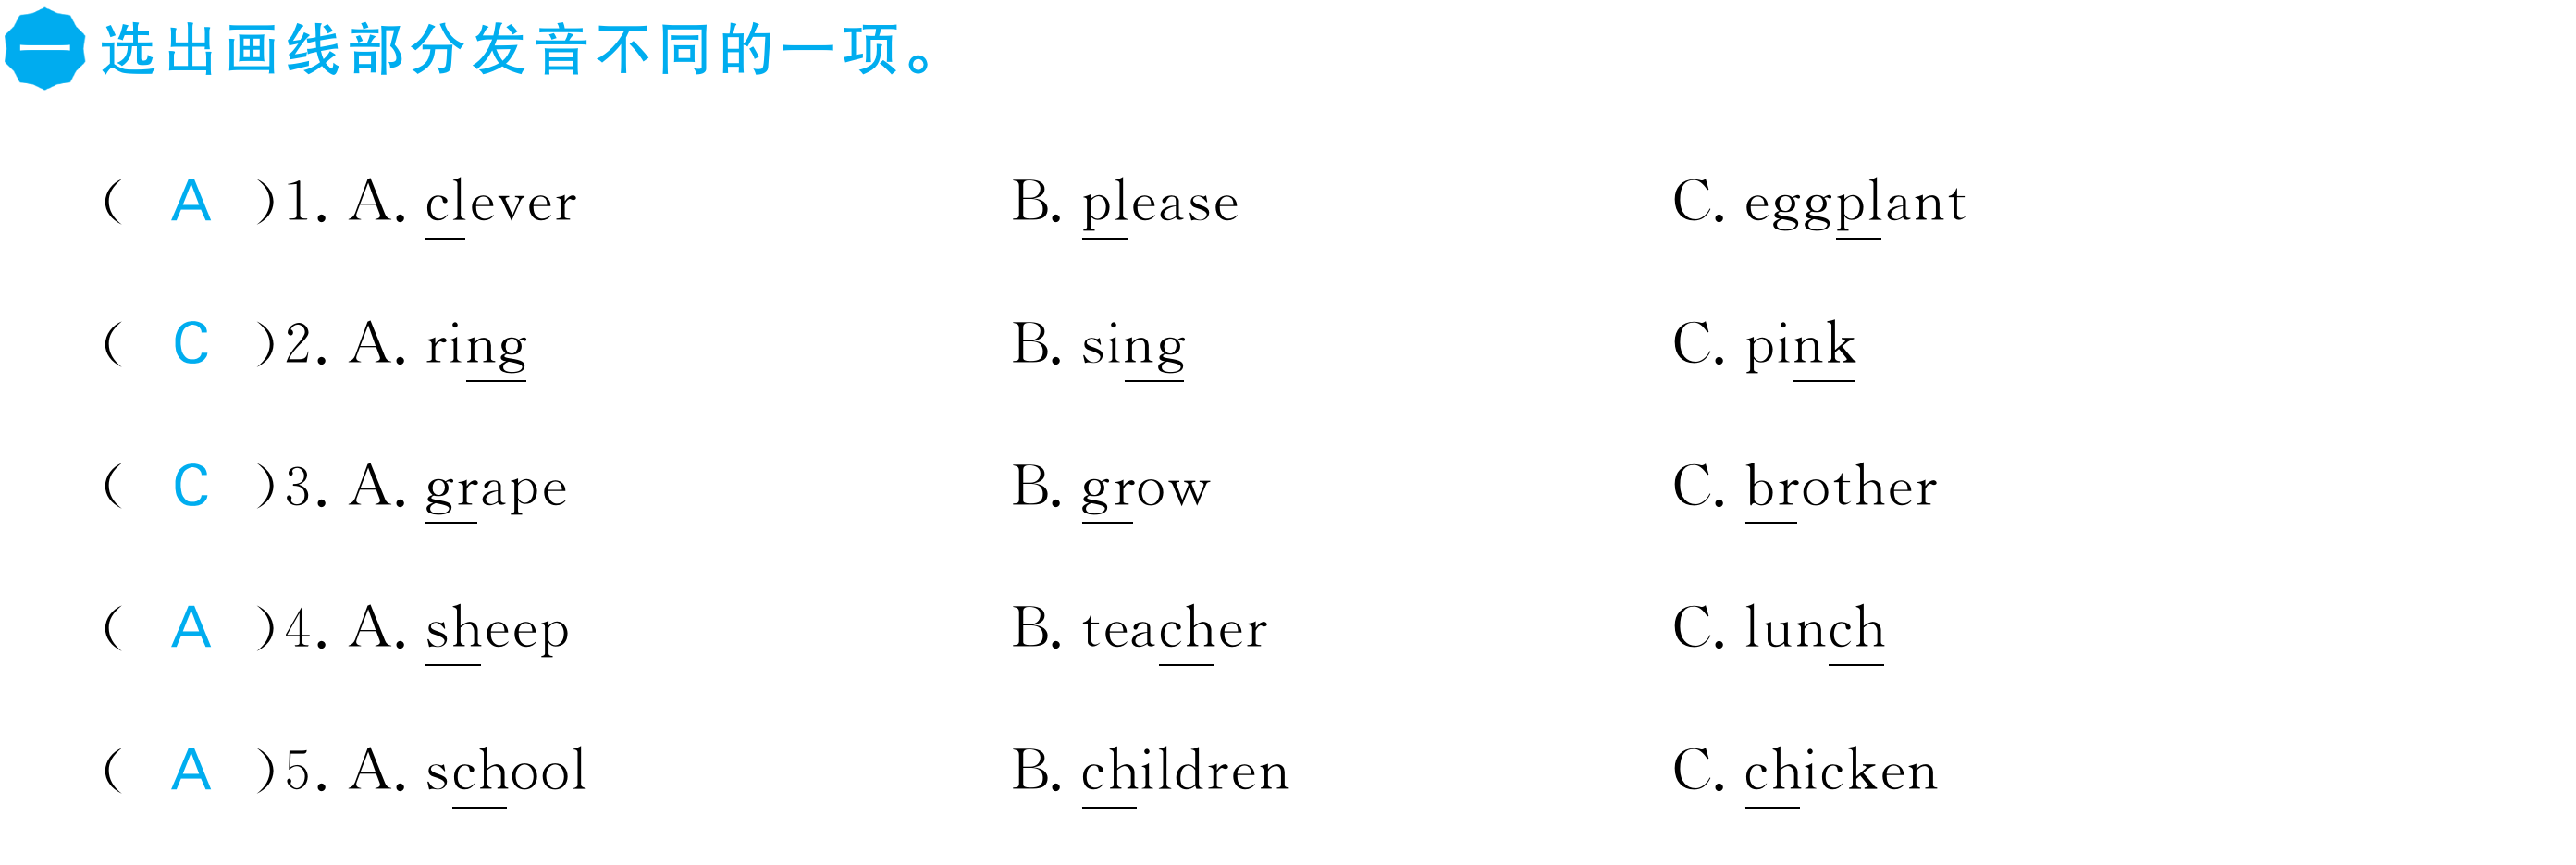 一 选出画线部分发音不同的一项。
( A )1. A. clever B. please C. eggplant
( C )2. A. ring B. sing C. pink
( C )3. A. grape B. grow C. brother
( A )4. A. sheep B. teacher C. lunch
( A )5. A. school B. children C. chicken